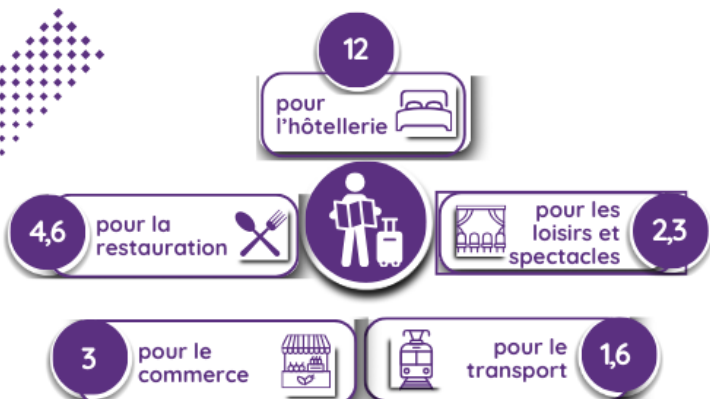 12
pour
l'hôtellerie
4,6
pour la
restauration
pour les
loisirs et
spectacles
2,3
3
pour le
commerce
pour le
transport
1,6